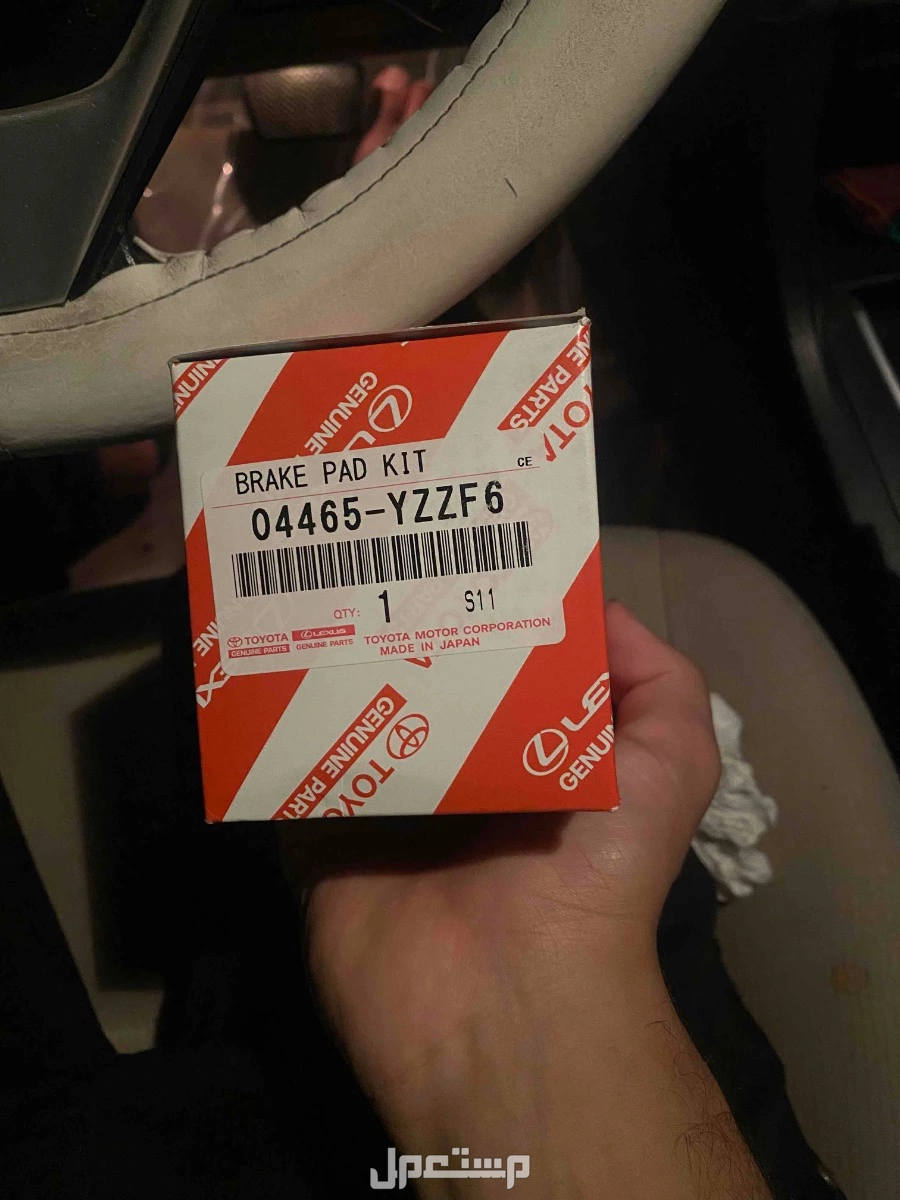 GENUINE
LEXUS
GENUINE PARTS
TOYOTA
BRAKE PAD KIT
CE
04465-YZZF6
QTY: 1 S11
TOYOTA LEXUS
GENUINE PARTS GENUINE PARTS
TOYOTA MOTOR CORPORATION
MADE IN JAPAN
GENUINE PARTS
TOYOTA
LEXUS
GENUINE
مستعمل